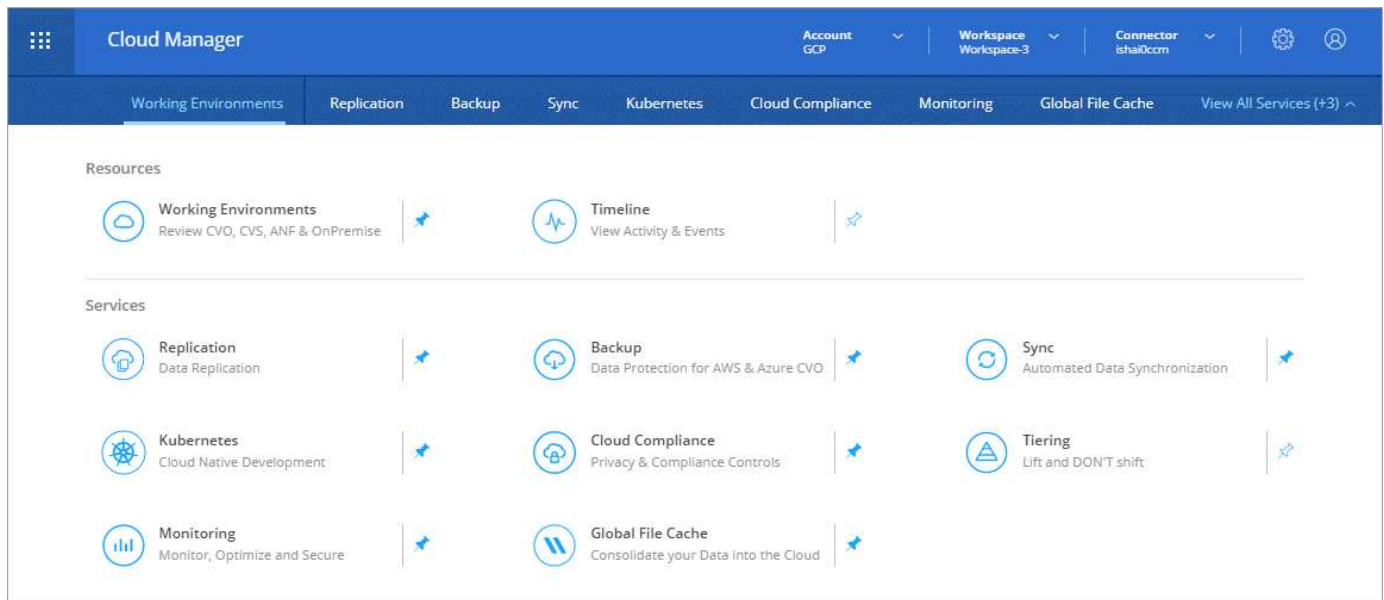 Cloud Manager
Account
GCP
Workspace
Workspace-3
Connector
ishai0ccm
Working Environments Replication Backup Sync Kubernetes Cloud Compliance Monitoring Global File Cache View All Services (+3)
Resources
Working Environments
Review CVO, CVS, ANF & OnPremise
Timeline
View Activity & Events
Services
Replication
Data Replication
Backup
Data Protection for AWS & Azure CVO
Sync
Automated Data Synchronization
Kubernetes
Cloud Native Development
Cloud Compliance
Privacy & Compliance Controls
Tiering
Lift and DON'T shift
Monitoring
Monitor, Optimize and Secure
Global File Cache
Consolidate your Data into the Cloud